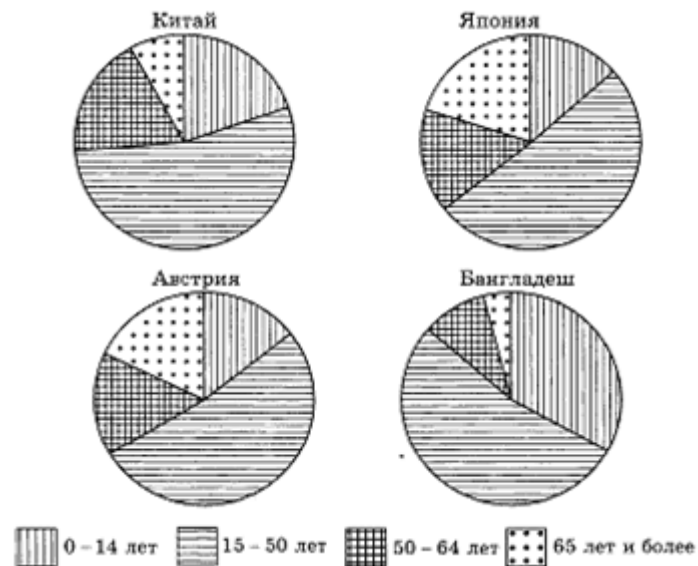 Китай
Япония
Австрия
Бангладеш
0 – 14 лет
15 – 50 лет
50 – 64 лет
65 лет и более